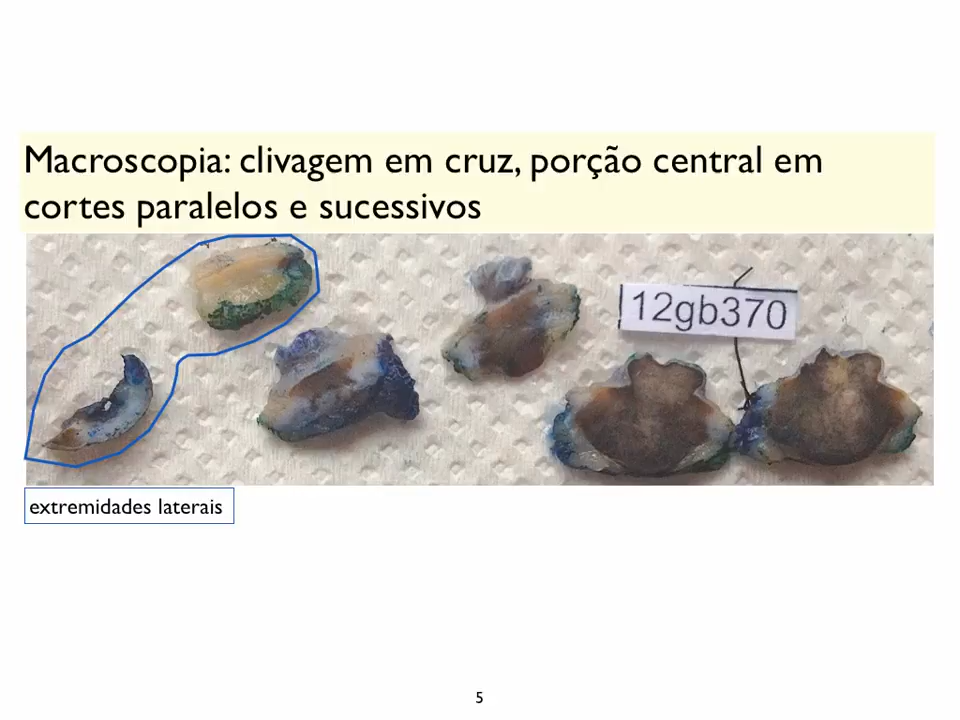 Macroscopia: clivagem em cruz, porção central em
cortes paralelos e sucessivos
12gb370
extremidades laterais
5